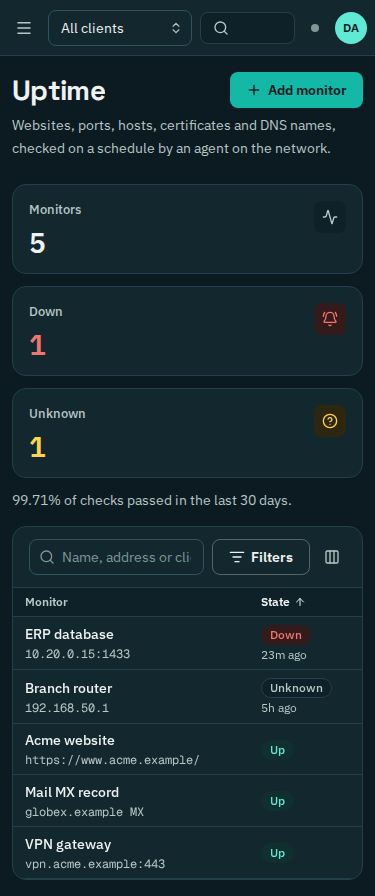 All clients
DA
Uptime
Add monitor
Websites, ports, hosts, certificates and DNS names,
checked on a schedule by an agent on the network.
Monitors
5
Down
1
Unknown
1
99.71% of checks passed in the last 30 days.
Name, address or cli
Filters
Monitor State
ERP database Down
10.20.0.15:1433 23m ago
Branch router Unknown
192.168.50.1 5h ago
Acme website
https://www.acme.example/ Up
Mail MX record
globex.example MX Up
VPN gateway
vpn.acme.example:443 Up